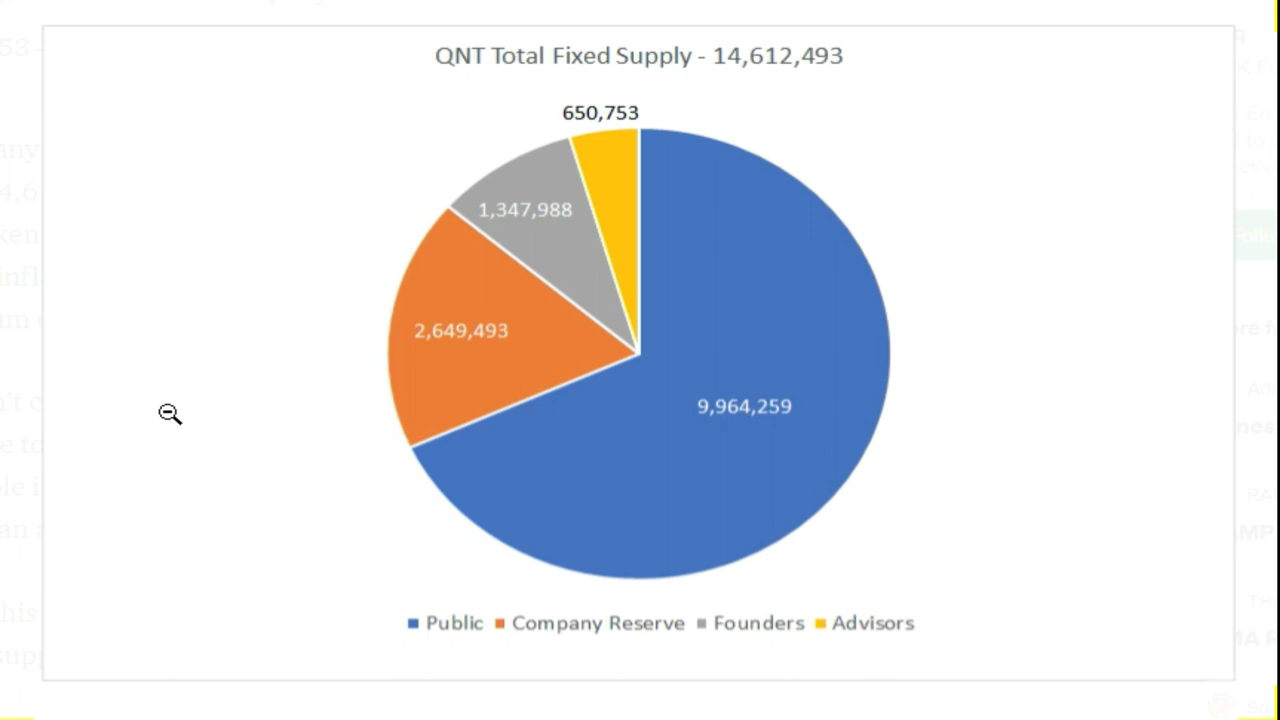 QNT Total Fixed Supply - 14,612,493
650,753
1,347,988
2,649,493
9,964,259
Public Company Reserve Founders Advisors